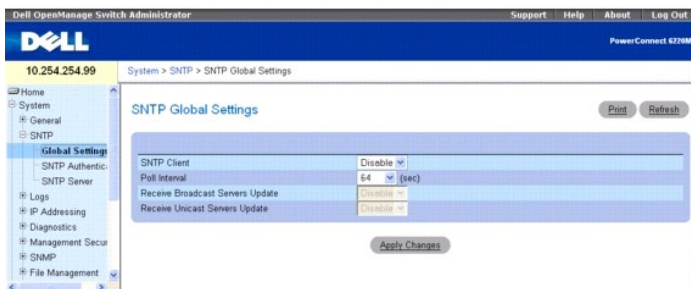 Dell OpenManage Switch Administrator Support Help About Log Out
DELL
PowerConnect 6220M
10.254.254.99
System > SNTP > SNTP Global Settings
Home
System
General
SNTP
Global Settings
SNTP Authentic
SNTP Server
Logs
IP Addressing
Diagnostics
Management Secur
SNMP
File Management
SNTP Global Settings
Print Refresh
SNTP Client Disable
Poll Interval 64 (sec)
Receive Broadcast Servers Update Disable
Receive Unicast Servers Update Disable
Apply Changes